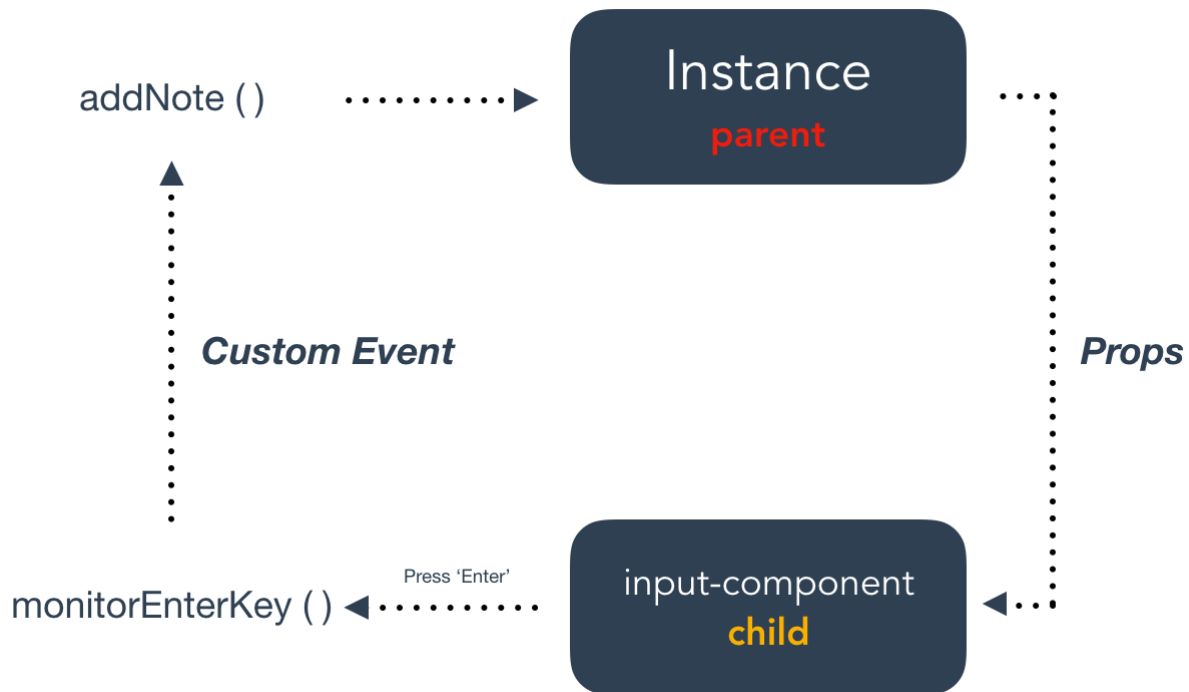 Instance
parent
addNote ( )
Custom Event
Props
Press ‘Enter’
monitorEnterKey ( )
input-component
child